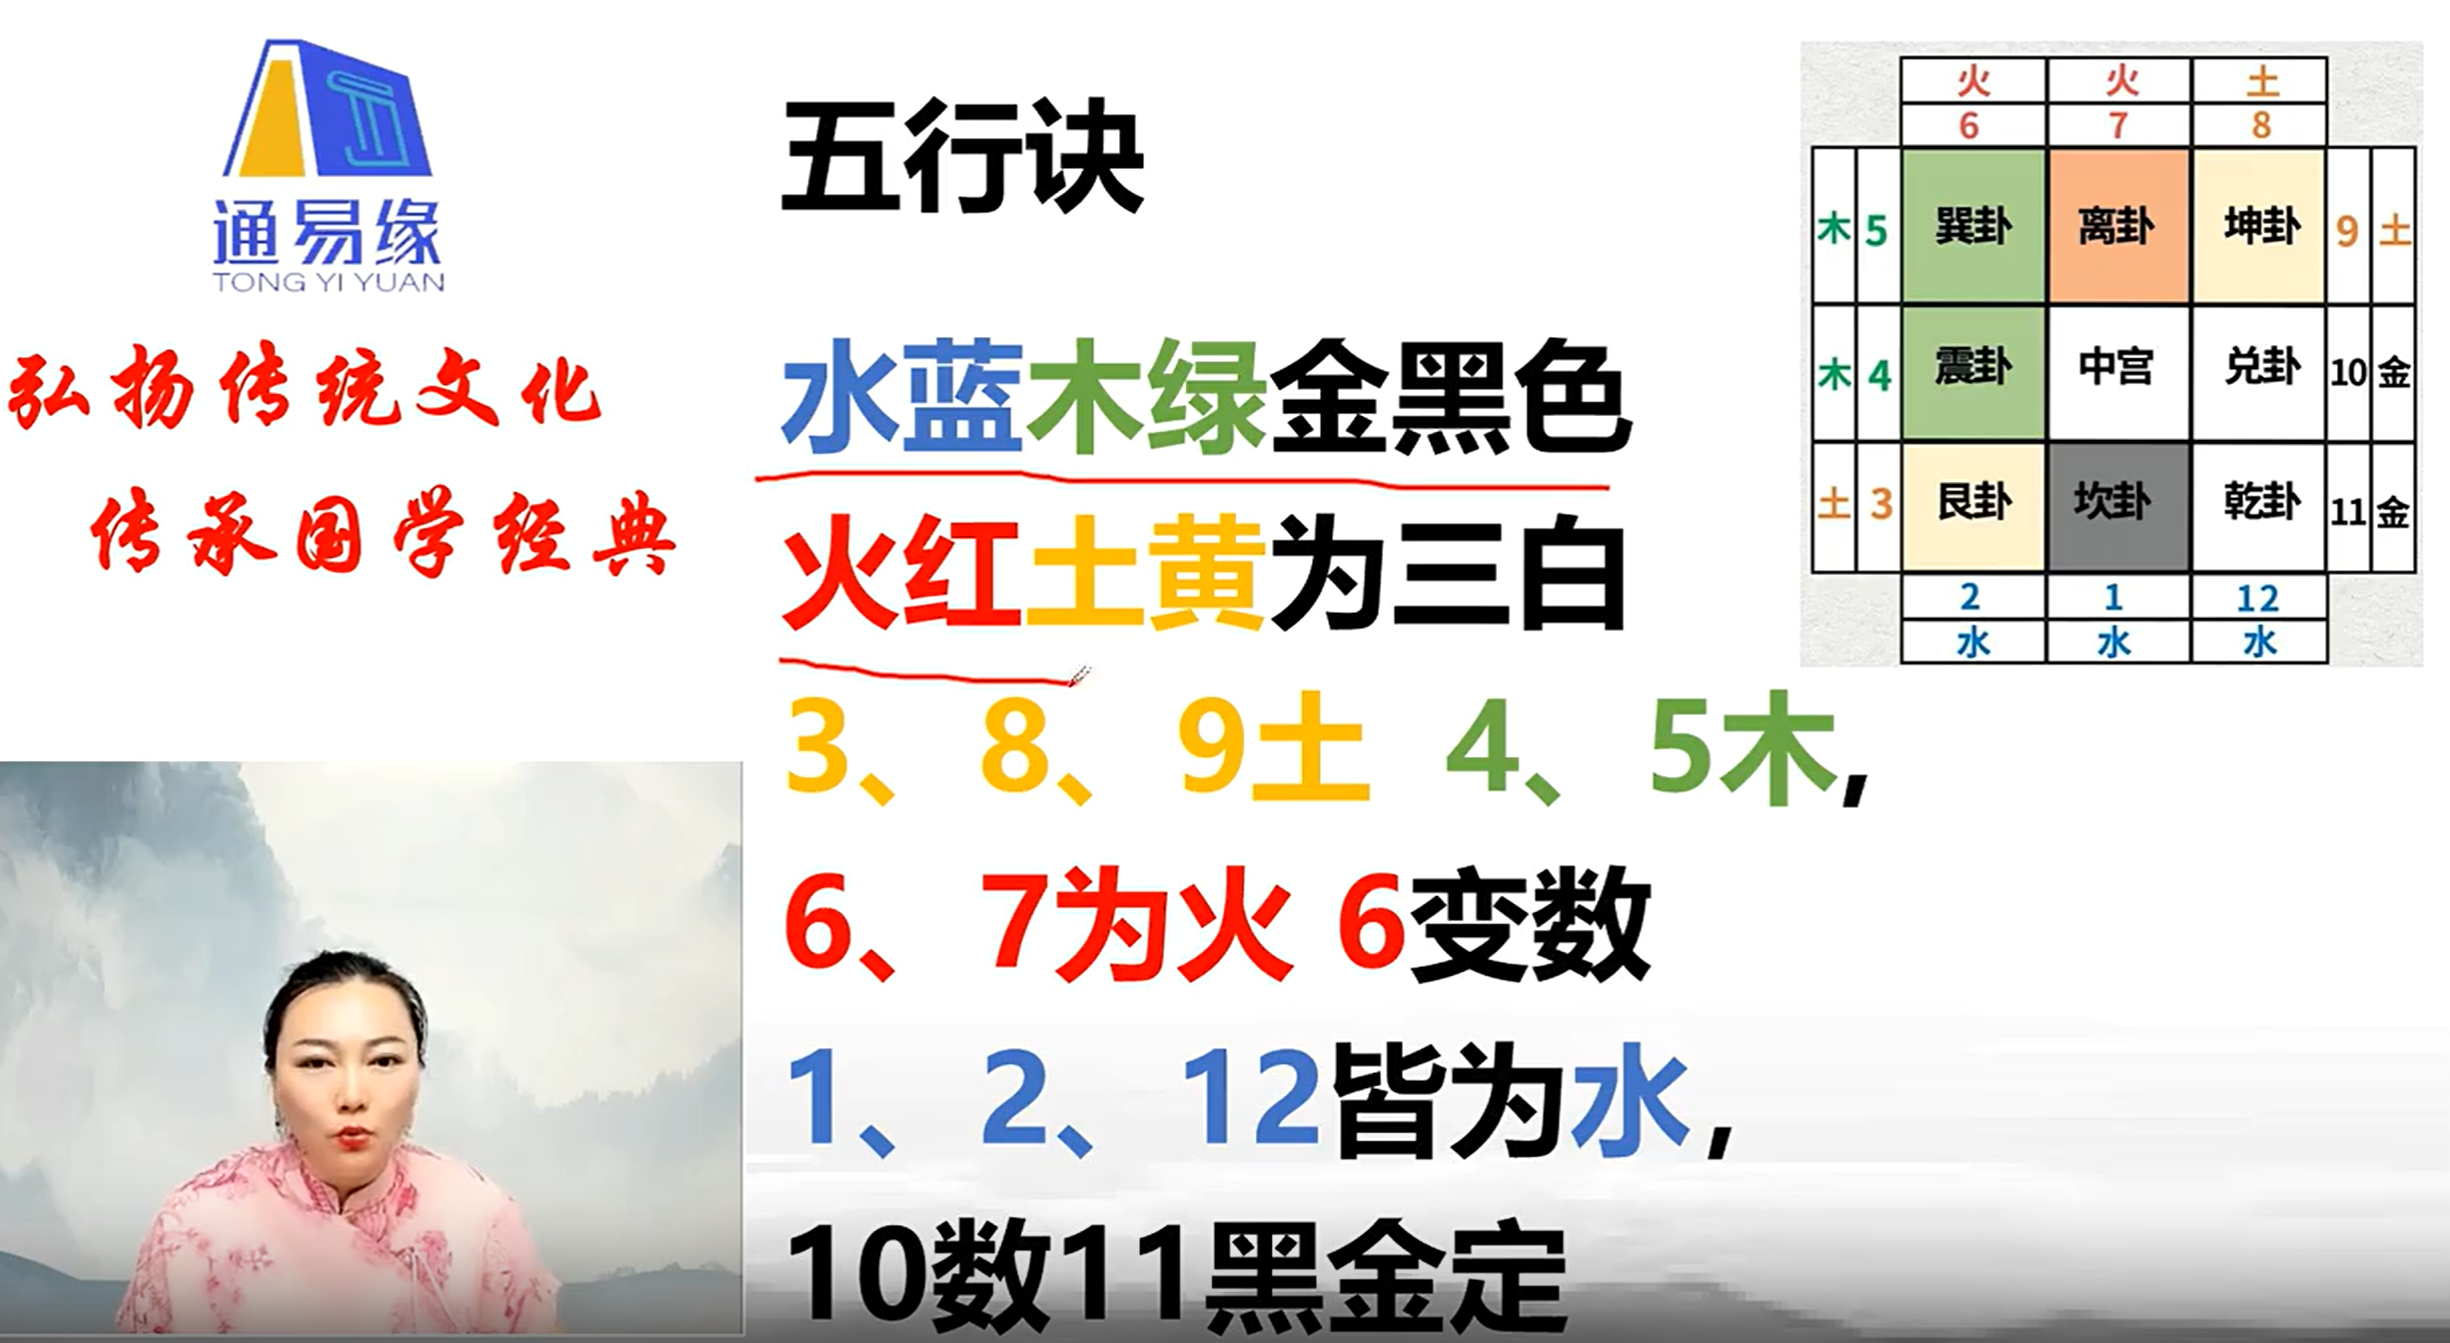 通易缘
TONG YI YUAN
弘扬传统文化
传承国学经典
五行诀
水蓝木绿金黑色
火红土黄为三白
3、8、9土 4、5木,
6、7为火 6变数
1、2、12皆为水,
10数11黑金定
火 火 土
6 7 8
木 5 巽卦 离卦 坤卦 9 土
木 4 震卦 中宫 兑卦 10 金
土 3 艮卦 坎卦 乾卦 11 金
2 1 12
水 水 水